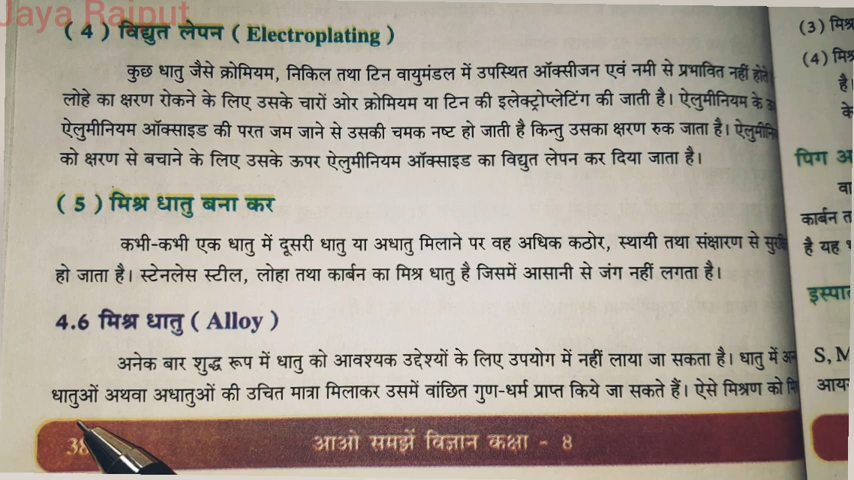 Jaya Rajput
( 4 ) विद्युत लेपन ( Electroplating )
कुछ धातु जैसे क्रोमियम, निकिल तथा टिन वायुमंडल में उपस्थित ऑक्सीजन एवं नमी से प्रभावित नहीं होते
लोहे का क्षरण रोकने के लिए उसके चारों ओर क्रोमियम या टिन की इलेक्ट्रोप्लेटिंग की जाती है। ऐलुमीनियम के
ऐलुमीनियम ऑक्साइड की परत जम जाने से उसकी चमक नष्ट हो जाती है किन्तु उसका क्षरण रुक जाता है।
को क्षरण से बचाने के लिए उसके ऊपर ऐलुमीनियम ऑक्साइड का विद्युत लेपन कर दिया जाता है।
( 5 ) मिश्र धातु बना कर
कभी-कभी एक धातु में दूसरी धातु या अधातु मिलाने पर वह अधिक कठोर, स्थायी तथा संक्षारण से
हो जाता है। स्टेनलेस स्टील, लोहा तथा कार्बन का मिश्र धातु है जिसमें आसानी से जंग नहीं लगता है।
4.6 मिश्र धातु ( Alloy )
अनेक बार शुद्ध रूप में धातु को आवश्यक उद्देश्यों के लिए उपयोग में नहीं लाया जा सकता है। धातु में
धातुओं अथवा अधातुओं की उचित मात्रा मिलाकर उसमें वांछित गुण-धर्म प्राप्त किये जा सकते हैं। ऐसे मिश्रण को
38
आओ समझें विज्ञान कक्षा - 8
(3) मिश्र
(4) मिश्र
है।
के
पिग
कार्बन
है यह
S, M